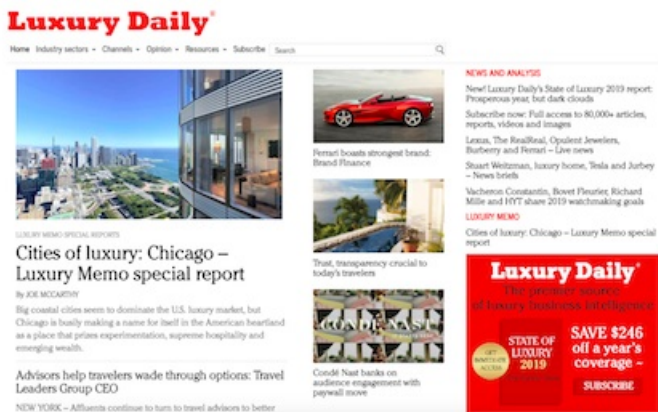 Luxury Daily®
Home Industry sectors Channels Opinion Resources Subscribe Search
LUXURY MEMO SPECIAL REPORTS
Cities of luxury: Chicago –
Luxury Memo special report
By JOE MCCARTHY
Big coastal cities seem to dominate the U.S. luxury market, but
Chicago is busily making a name for itself in the American heartland
as a place that prizes experimentation, supreme hospitality and
emerging wealth.
Advisors help travelers wade through options: Travel
Leaders Group CEO
NEW YORK – Affluents continue to turn to travel advisors to better
Ferrari boasts strongest brand:
Brand Finance
Trust, transparency crucial to
today's travelers
CONDÉ NAST
Condé Nast banks on
audience engagement with
paywall move
NEWS AND ANALYSIS
New! Luxury Daily's State of Luxury 2019 report:
Prosperous year, but dark clouds
Subscribe now: Full access to 80,000+ articles,
reports, videos and images
Lexus, The RealReal, Opulent Jewelers,
Burberry and Ferrari – Live news
Stuart Weitzman, luxury home, Tesla and Jurbey
– News briefs
Vacheron Constantin, Bovet Fleurier, Richard
Mille and HYT share 2019 watchmaking goals
LUXURY MEMO
Cities of luxury: Chicago – Luxury Memo special
report
Luxury Daily®
The premier source
of luxury business intelligence
GET
ACCESS
STATE OF
LUXURY
2019
SAVE $246
off a year's
coverage –
SUBSCRIBE